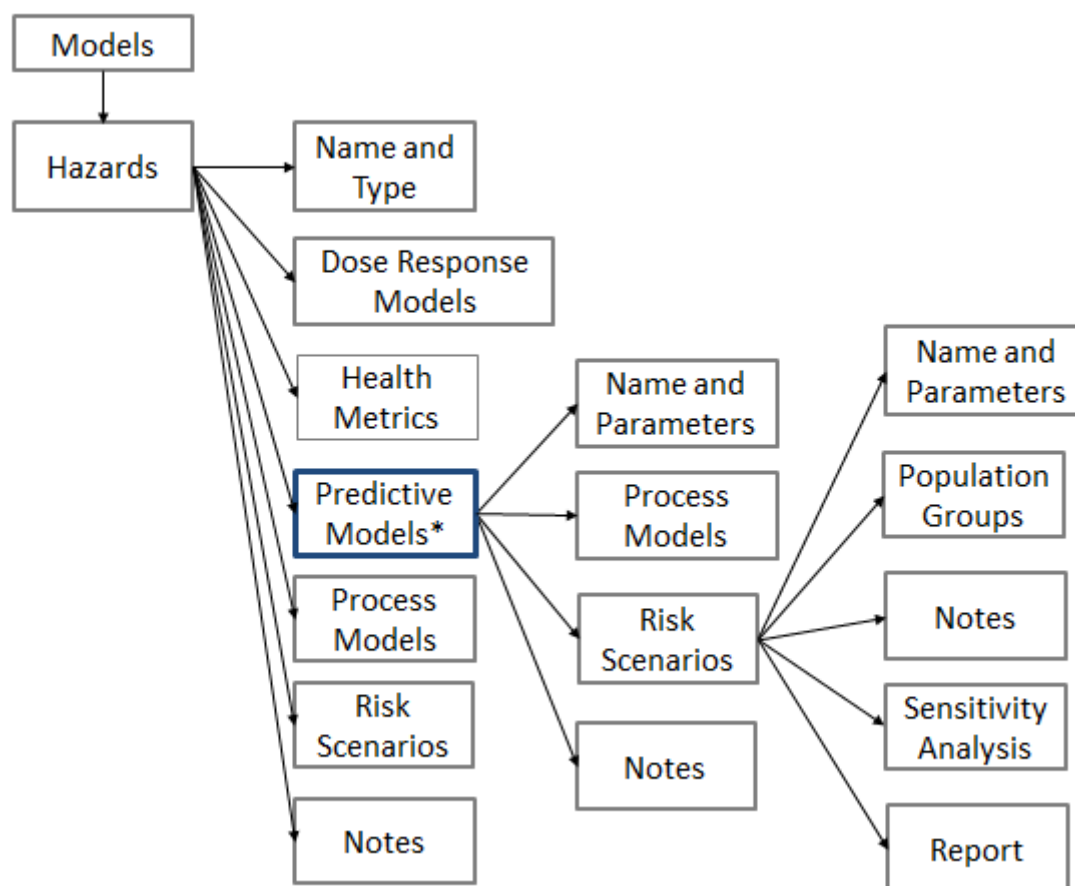 Models
Hazards
Name and
Type
Dose Response
Models
Health
Metrics
Predictive
Models*
Process
Models
Risk
Scenarios
Notes
Name and
Parameters
Process
Models
Risk
Scenarios
Notes
Name and
Parameters
Population
Groups
Notes
Sensitivity
Analysis
Report